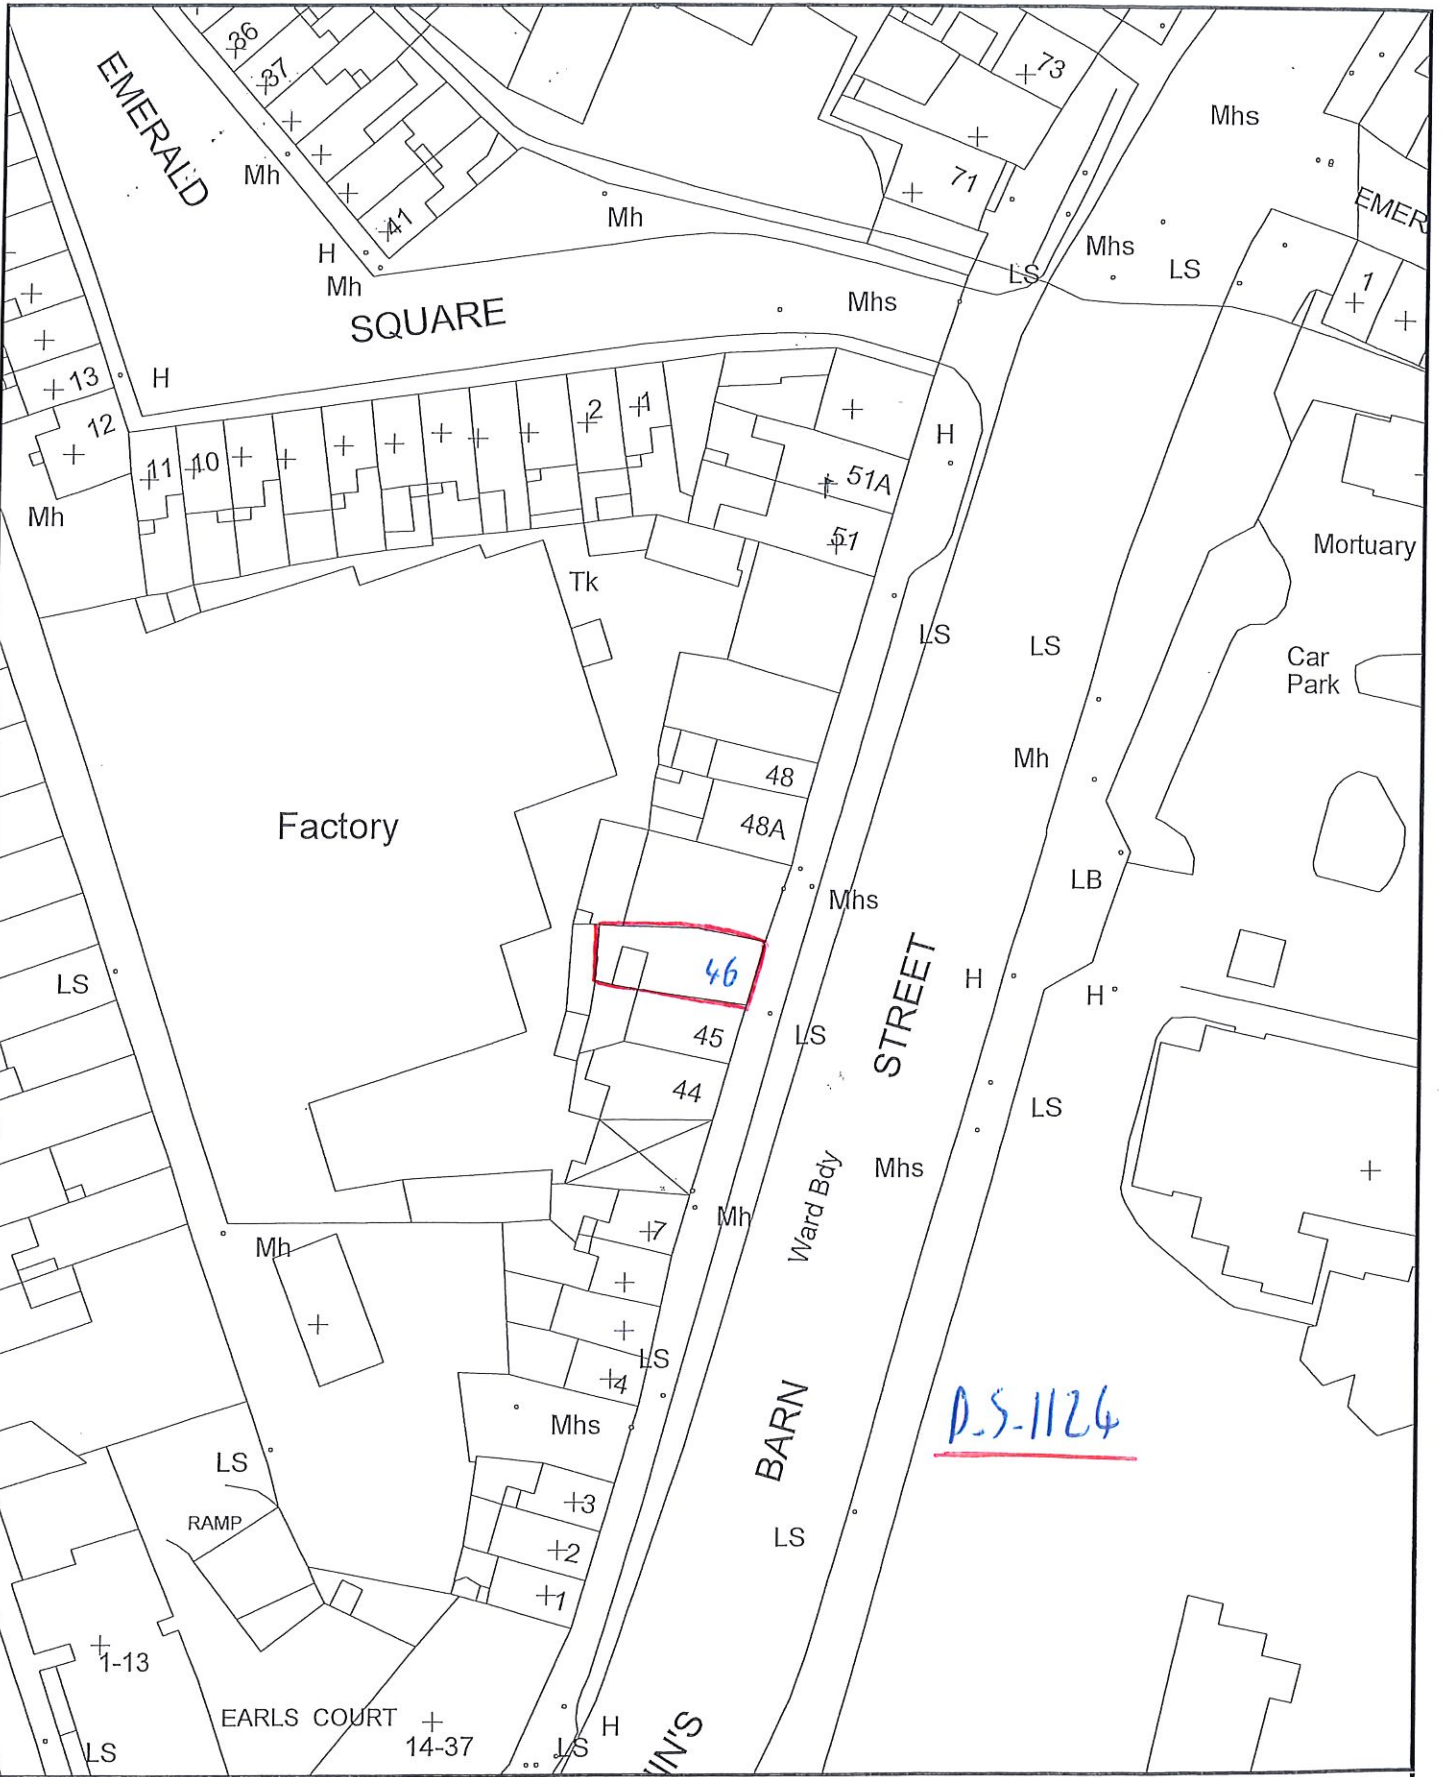 36
37
73
EMERALD
Mhs
Mh
71
EMER
41
Mh
H
Mhs
Mh
LS
LS
1
Mhs
SQUARE
13
H
12
2
1
H
11
10
51A
Mh
51
Mortuary
Tk
LS
LS
Car
Park
Mh
48
48A
Factory
LB
Mhs
46
LS
STREET
H
H
45
LS
44
LS
Ward Bdy
Mhs
7
Mh
Mh
LS
4
BARN
D.S.1124
Mhs
LS
3
RAMP
LS
2
1
1-13
EARLS COURT
14-37
H
LS
LS
IN'S